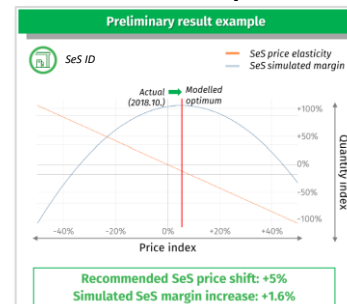 Preliminary result example
SeS ID
SeS price elasticity
SeS simulated margin
Actual
(2018.10.)
Modelled
optimum
+100%
+50%
0%
-50%
-100%
Quantity index
-40%
-20%
0%
+20%
+40%
Price index
Recommended SeS price shift: +5%
Simulated SeS margin increase: +1.6%